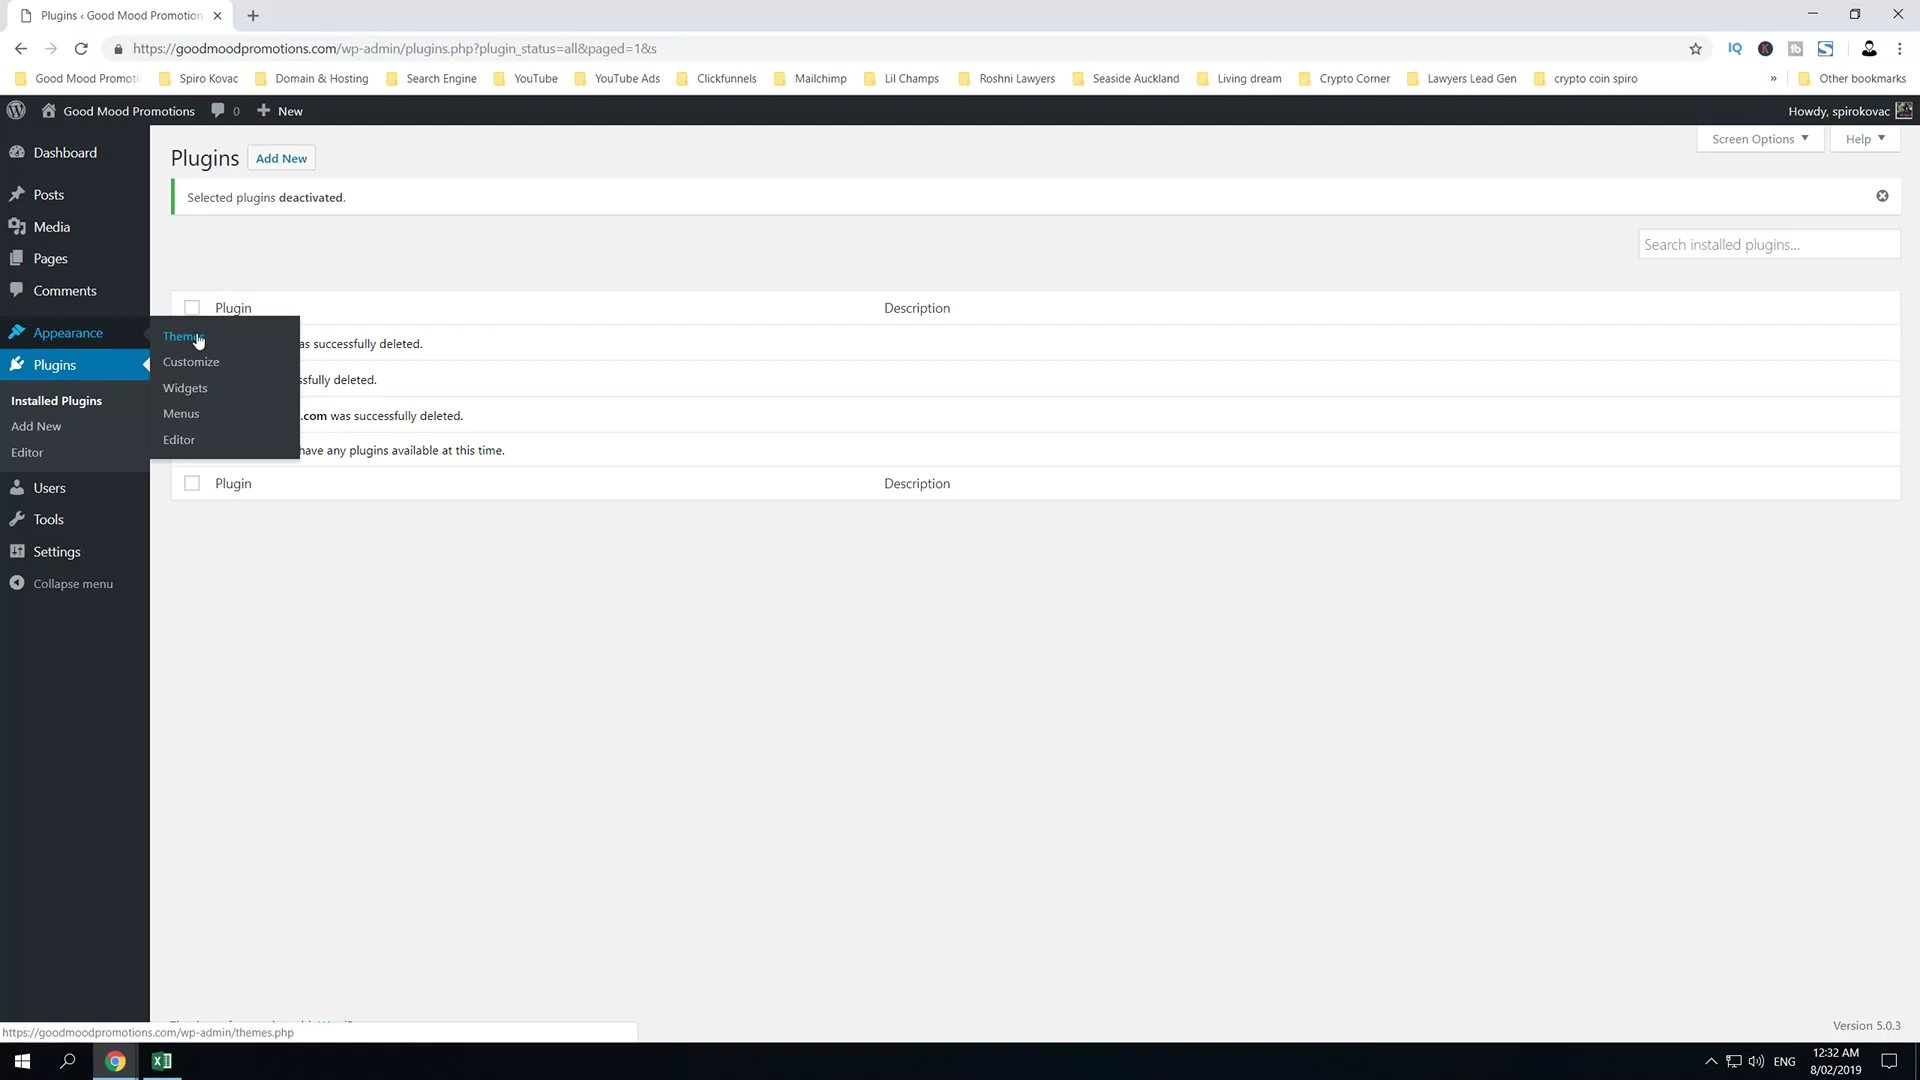 Plugins ‹ Good Mood Promotion
https://goodmoodpromotions.com/wp-admin/plugins.php?plugin_status=all&paged=1&s
IQ
K
tb
S
Good Mood Promoti
Spiro Kovac
Domain & Hosting
Search Engine
YouTube
YouTube Ads
Clickfunnels
Mailchimp
Lil Champs
Roshni Lawyers
Seaside Auckland
Living dream
Crypto Corner
Lawyers Lead Gen
crypto coin spiro
»
Other bookmarks
Good Mood Promotions
0
New
Howdy, spirokovac
Dashboard
Posts
Media
Pages
Comments
Appearance
Plugins
Installed Plugins
Add New
Editor
Users
Tools
Settings
Collapse menu
Themes
Customize
Widgets
Menus
Editor
Screen Options
Help
Plugins
Add New
Selected plugins deactivated.
Search installed plugins...
Plugin
Description
as successfully deleted.
ssfully deleted.
.com was successfully deleted.
have any plugins available at this time.
Plugin
Description
Version 5.0.3
https://goodmoodpromotions.com/wp-admin/themes.php
ENG
12:32 AM
8/02/2019